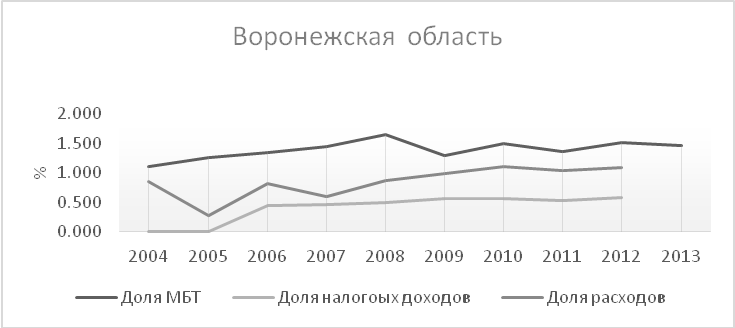 Воронежская область
2.000
1.500
1.000
0.500
0.000
%
2004 2005 2006 2007 2008 2009 2010 2011 2012 2013
Доля МБТ Доля налогоых доходов Доля расходов